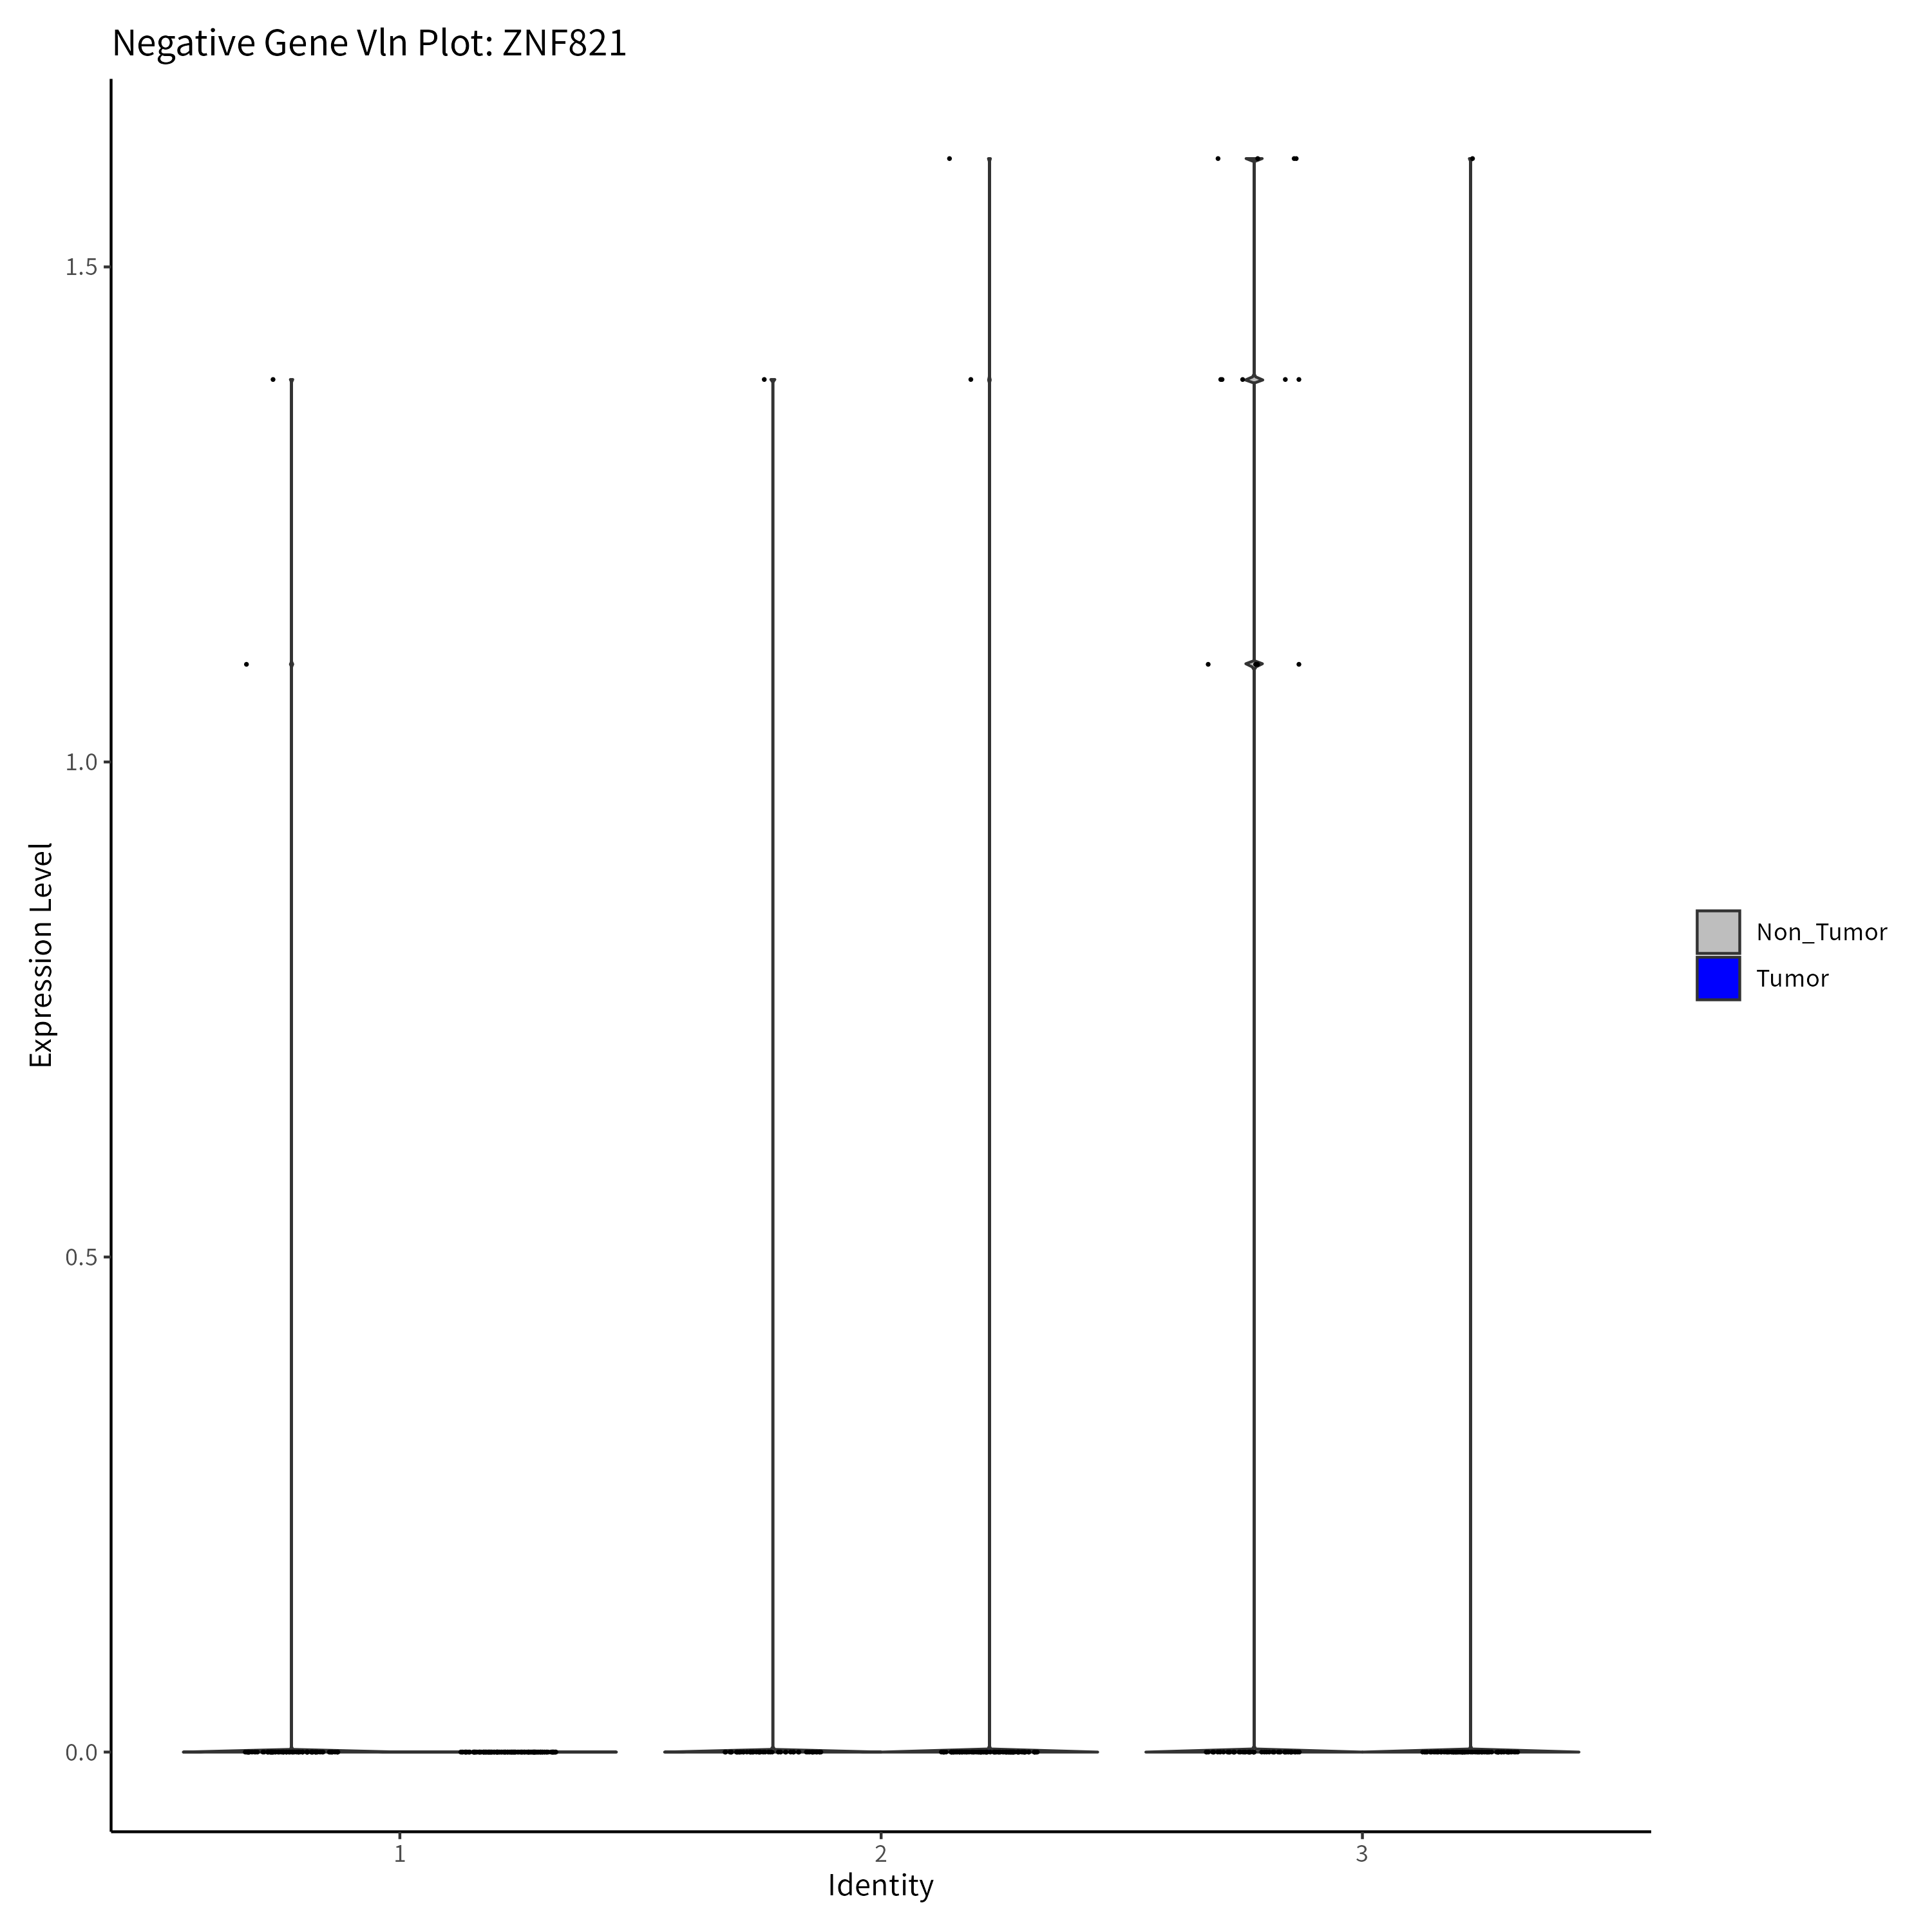 Negative Gene Vln Plot: ZNF821
Expression Level
1.5
1.0
0.5
0.0
1
2
3
Identity
Non_Tumor
Tumor